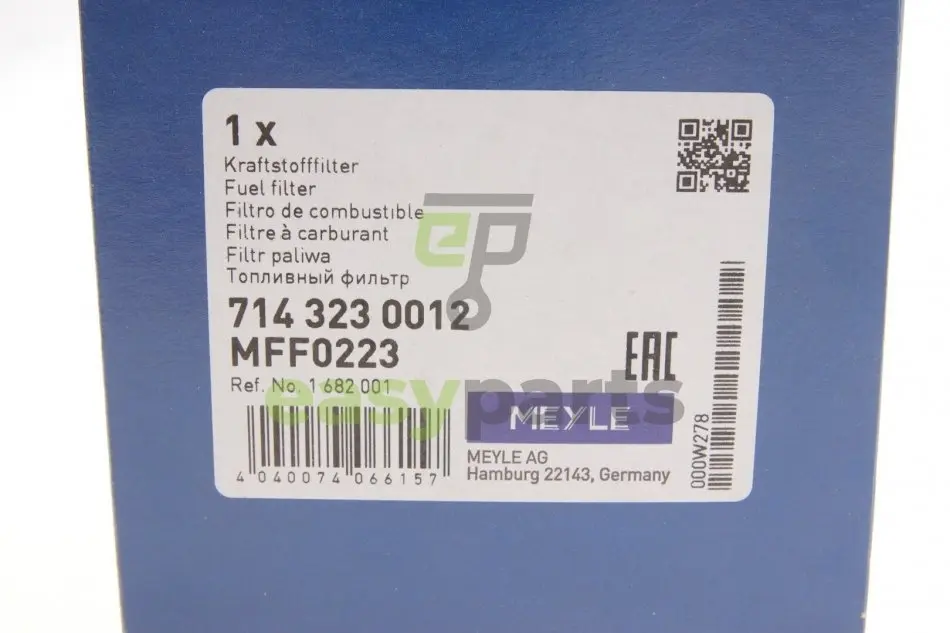 1 x
Kraftstofffilter
Fuel filter
Filtro de combustible
Filtre à carburant
Filtr paliwa
Топливный фильтр
714 323 0012
MFF0223
Ref. No. 1 682 001
4 040074 066157
EAC
MEYLE
MEYLE AG
Hamburg 22143, Germany
000W278
ep
easyparts